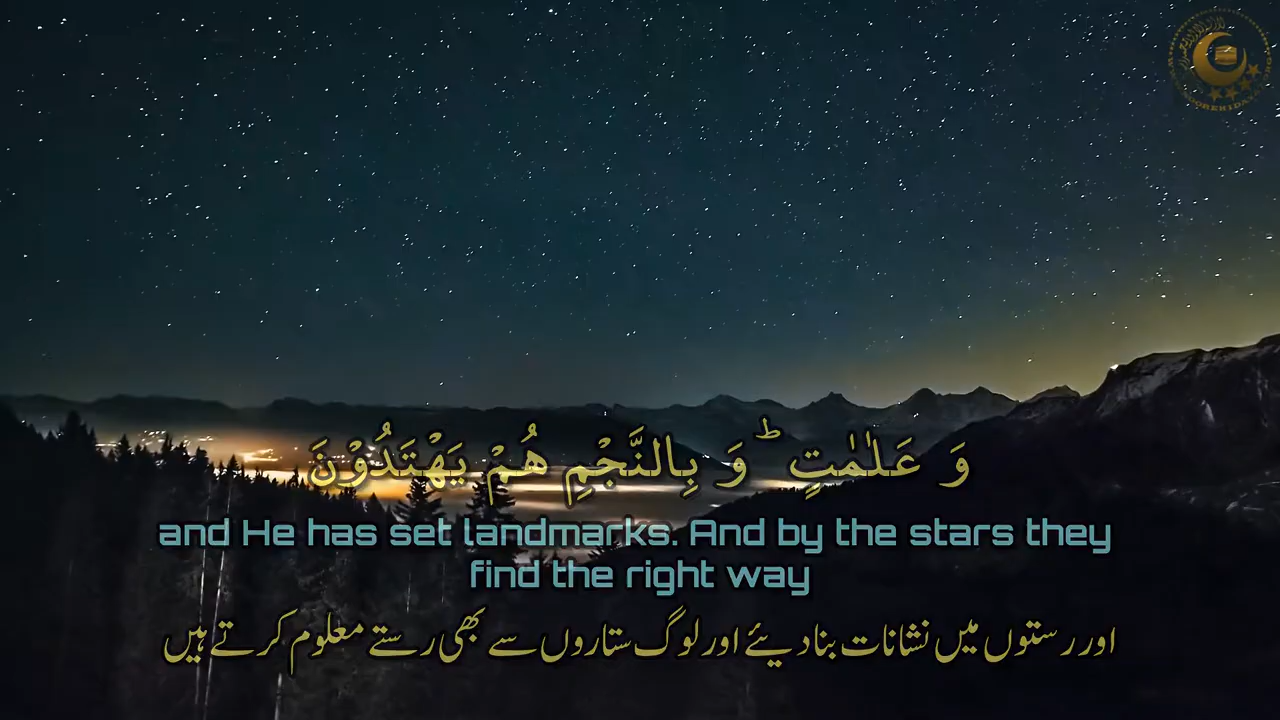 وَ عَلٰمٰتٍ ؕ وَ بِالنَّجْمِ هُمْ یَهْتَدُوْنَ
and He has set landmarks. And by the stars they
find the right way
اور رستوں میں نشانات بنا دیئے اور لوگ ستاروں سے بھی رستے معلوم کرتے ہیں